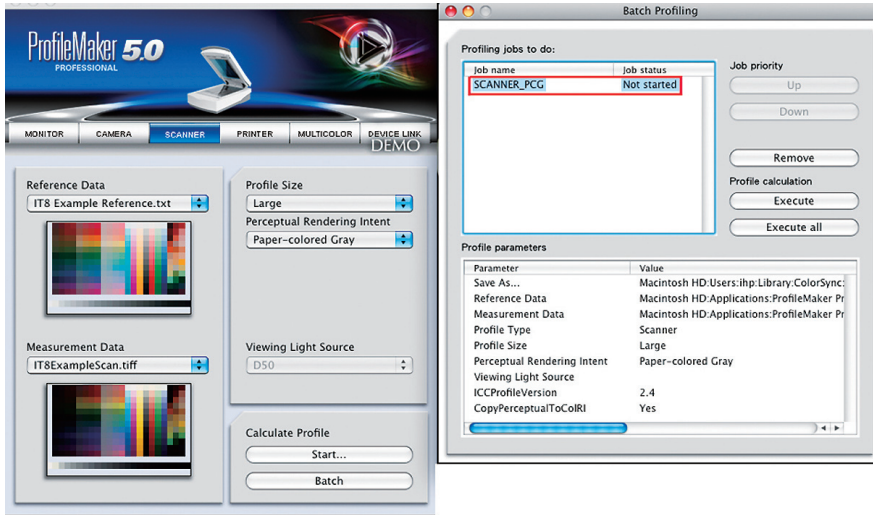 ProfileMaker 5.0
PROFESSIONAL
MONITOR
CAMERA
SCANNER
PRINTER
MULTICOLOR
DEVICE LINK
DEMO
Reference Data
IT8 Example Reference.txt
Measurement Data
IT8ExampleScan.tiff
Profile Size
Large
Perceptual Rendering Intent
Paper-colored Gray
Viewing Light Source
D50
Calculate Profile
Start...
Batch
Batch Profiling
Profiling jobs to do:
Job name Job status
SCANNER_PCG Not started
Job priority
Up
Down
Remove
Profile calculation
Execute
Execute all
Profile parameters
Parameter Value
Save As... Macintosh HD:Users:ihp:Library:ColorSync:
Reference Data Macintosh HD:Applications:ProfileMaker Pr
Measurement Data Macintosh HD:Applications:ProfileMaker Pr
Profile Type Scanner
Profile Size Large
Perceptual Rendering Intent Paper-colored Gray
Viewing Light Source
ICCProfileVersion 2.4
CopyPerceptualToColRI Yes